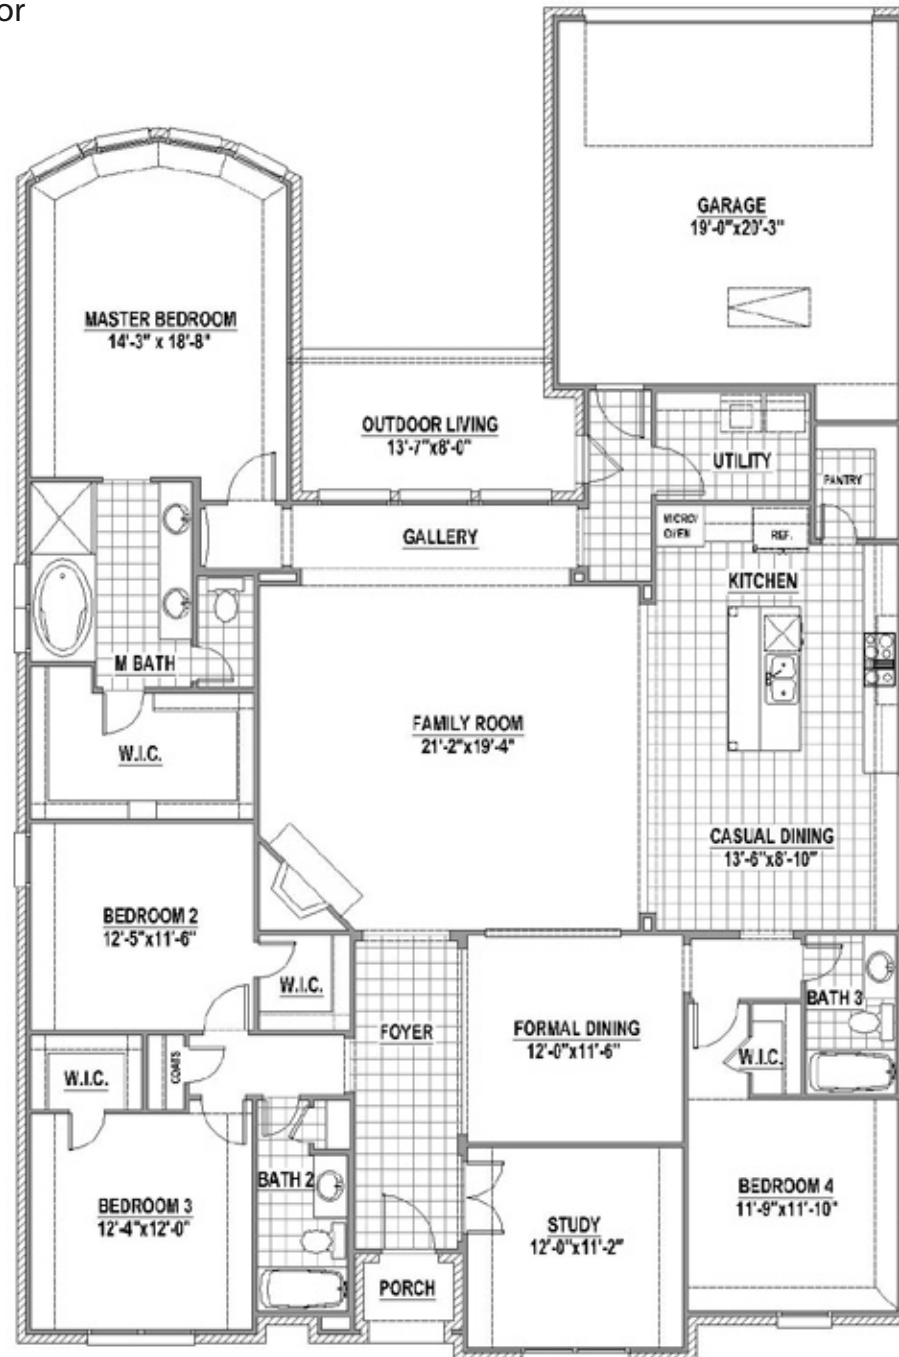 or
GARAGE
19'-0"x20'-3"
MASTER BEDROOM
14'-3" x 18'-8"
OUTDOOR LIVING
13'-7"x8'-0"
UTILITY
PANTRY
MICRO/
OVEN
REF.
GALLERY
KITCHEN
M BATH
FAMILY ROOM
21'-2"x19'-4"
W.I.C.
CASUAL DINING
13'-6"x8'-10"
BEDROOM 2
12'-5"x11'-6"
W.I.C.
BATH 3
FOYER
FORMAL DINING
12'-0"x11'-6"
W.I.C.
COATS
W.I.C.
BATH 2
BEDROOM 3
12'-4"x12'-0"
BEDROOM 4
11'-9"x11'-10"
STUDY
12'-0"x11'-2"
PORCH